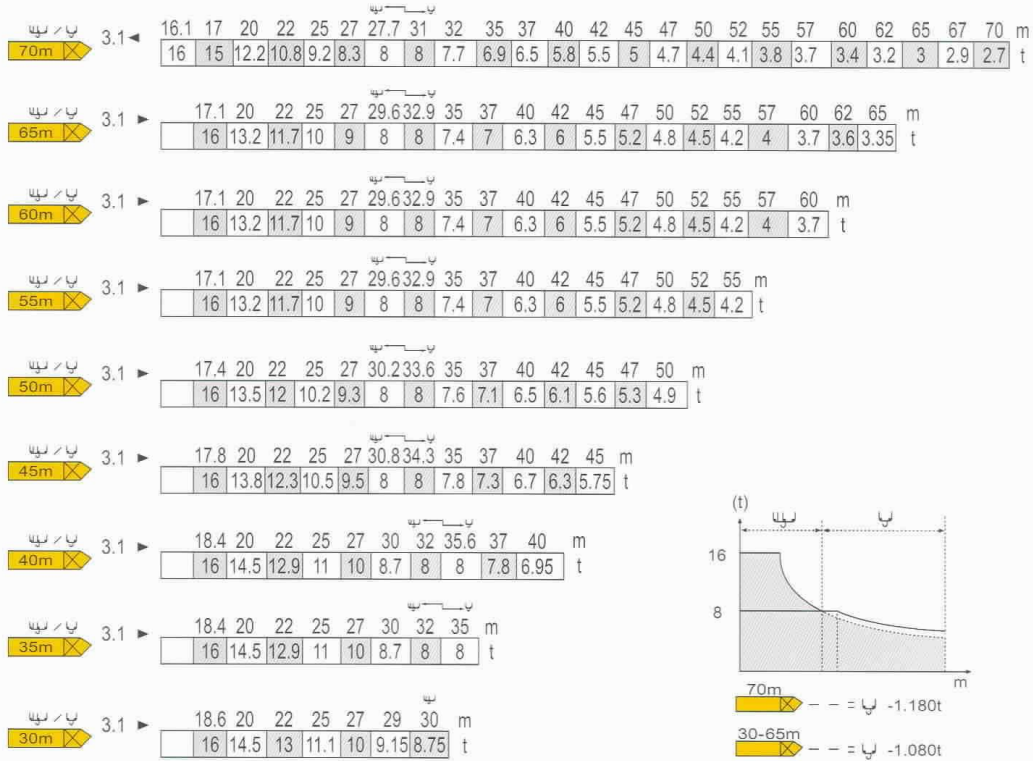 16.1 17 20 22 25 27 27.7 31 32 35 37 40 42 45 47 50 52 55 57 60 62 65 67 70 m
70m 3.1 16 15 12.2 10.8 9.2 8.3 8 8 7.7 6.9 6.5 5.8 5.5 5 4.7 4.4 4.1 3.8 3.7 3.4 3.2 3 2.9 2.7 t
17.1 20 22 25 27 29.6 32.9 35 37 40 42 45 47 50 52 55 57 60 62 65 m
65m 3.1 16 13.2 11.7 10 9 8 8 7.4 7 6.3 6 5.5 5.2 4.8 4.5 4.2 4 3.7 3.6 3.35 t
17.1 20 22 25 27 29.6 32.9 35 37 40 42 45 47 50 52 55 57 60 m
60m 3.1 16 13.2 11.7 10 9 8 8 7.4 7 6.3 6 5.5 5.2 4.8 4.5 4.2 4 3.7 t
17.1 20 22 25 27 29.6 32.9 35 37 40 42 45 47 50 52 55 m
55m 3.1 16 13.2 11.7 10 9 8 8 7.4 7 6.3 6 5.5 5.2 4.8 4.5 4.2 t
17.4 20 22 25 27 30.2 33.6 35 37 40 42 45 47 50 m
50m 3.1 16 13.5 12 10.2 9.3 8 8 7.6 7.1 6.5 6.1 5.6 5.3 4.9 t
17.8 20 22 25 27 30.8 34.3 35 37 40 42 45 m
45m 3.1 16 13.8 12.3 10.5 9.5 8 8 7.8 7.3 6.7 6.3 5.75 t
18.4 20 22 25 27 30 32 35.6 37 40 m
40m 3.1 16 14.5 12.9 11 10 8.7 8 8 7.8 6.95 t
18.4 20 22 25 27 30 32 35 m
35m 3.1 16 14.5 12.9 11 10 8.7 8 8 t
18.6 20 22 25 27 29 30 m
30m 3.1 16 14.5 13 11.1 10 9.15 8.75 t
(t)
16
8
m
70m = -1.180t
30-65m = -1.080t